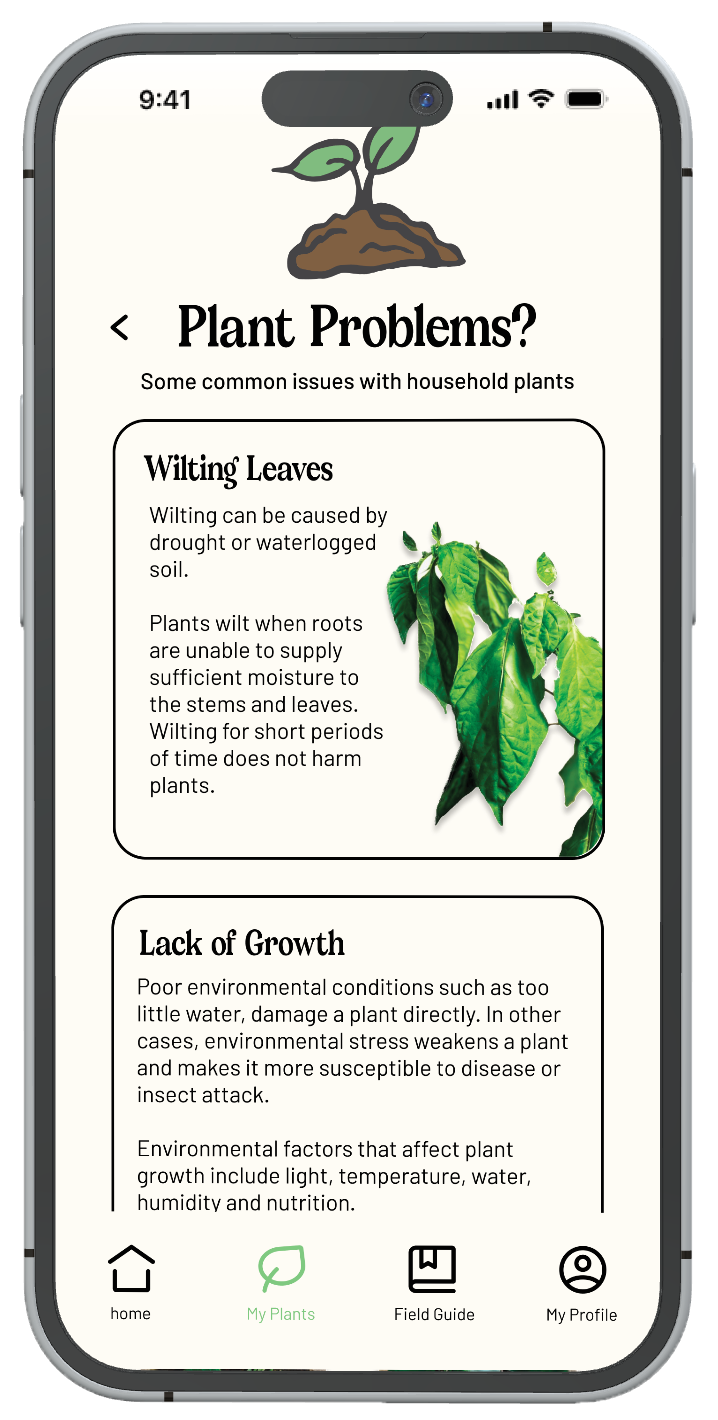 9:41
Plant Problems?
Some common issues with household plants
Wilting Leaves
Wilting can be caused by
drought or waterlogged
soil.
Plants wilt when roots
are unable to supply
sufficient moisture to
the stems and leaves.
Wilting for short periods
of time does not harm
plants.
Lack of Growth
Poor environmental conditions such as too
little water, damage a plant directly. In other
cases, environmental stress weakens a plant
and makes it more susceptible to disease or
insect attack.
Environmental factors that affect plant
growth include light, temperature, water,
humidity and nutrition.
home
My Plants
Field Guide
My Profile